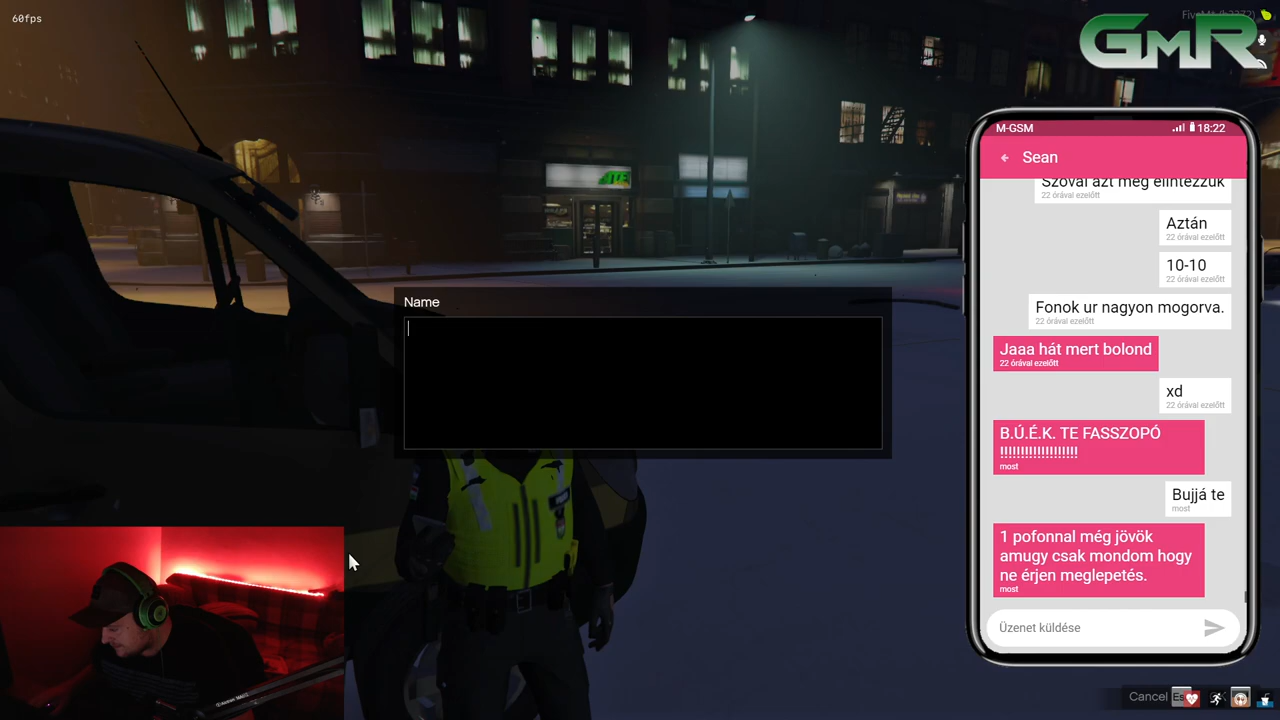 60fps
GMR
M-GSM
18:22
Sean
Szóval azt még elintézzük
22 órával ezelőtt
Aztán
22 órával ezelőtt
10-10
22 órával ezelőtt
Fonok ur nagyon mogorva.
22 órával ezelőtt
Jaaa hát mert bolond
22 órával ezelőtt
xd
22 órával ezelőtt
B.Ú.É.K. TE FASSZOPÓ
!!!!!!!!!!!!!!!!!!!
most
Bujjá te
most
1 pofonnal még jövök
amugy csak mondom hogy
ne érjen meglepetés.
most
Üzenet küldése
Name
Cancel